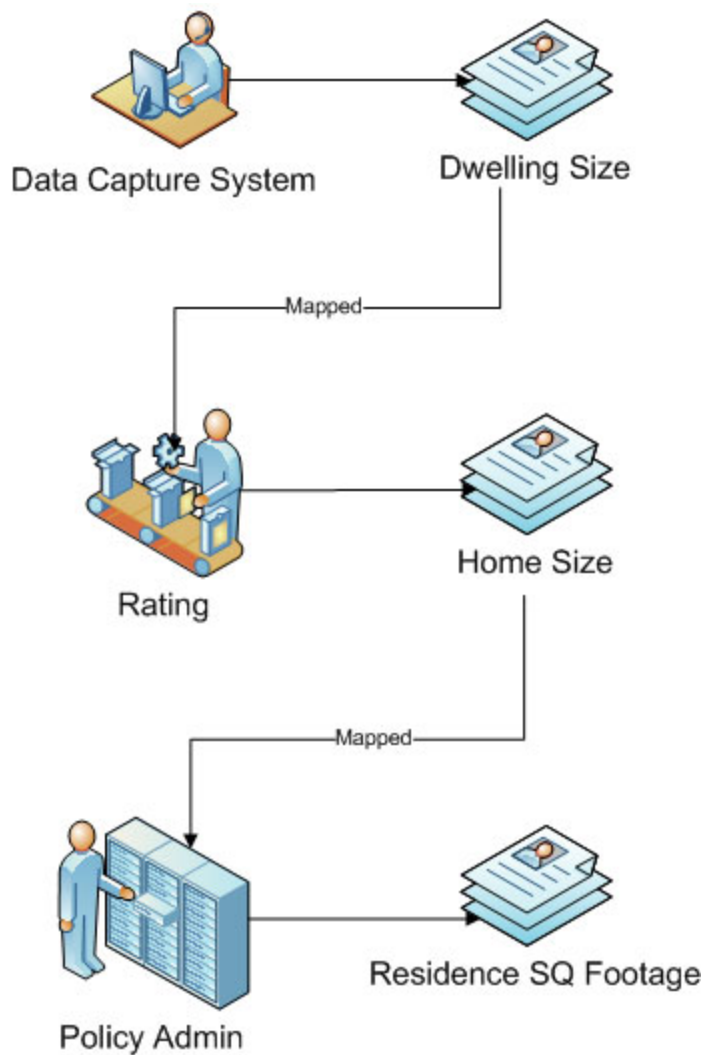 Data Capture System
Dwelling Size
Mapped
Rating
Home Size
Mapped
Policy Admin
Residence SQ Footage